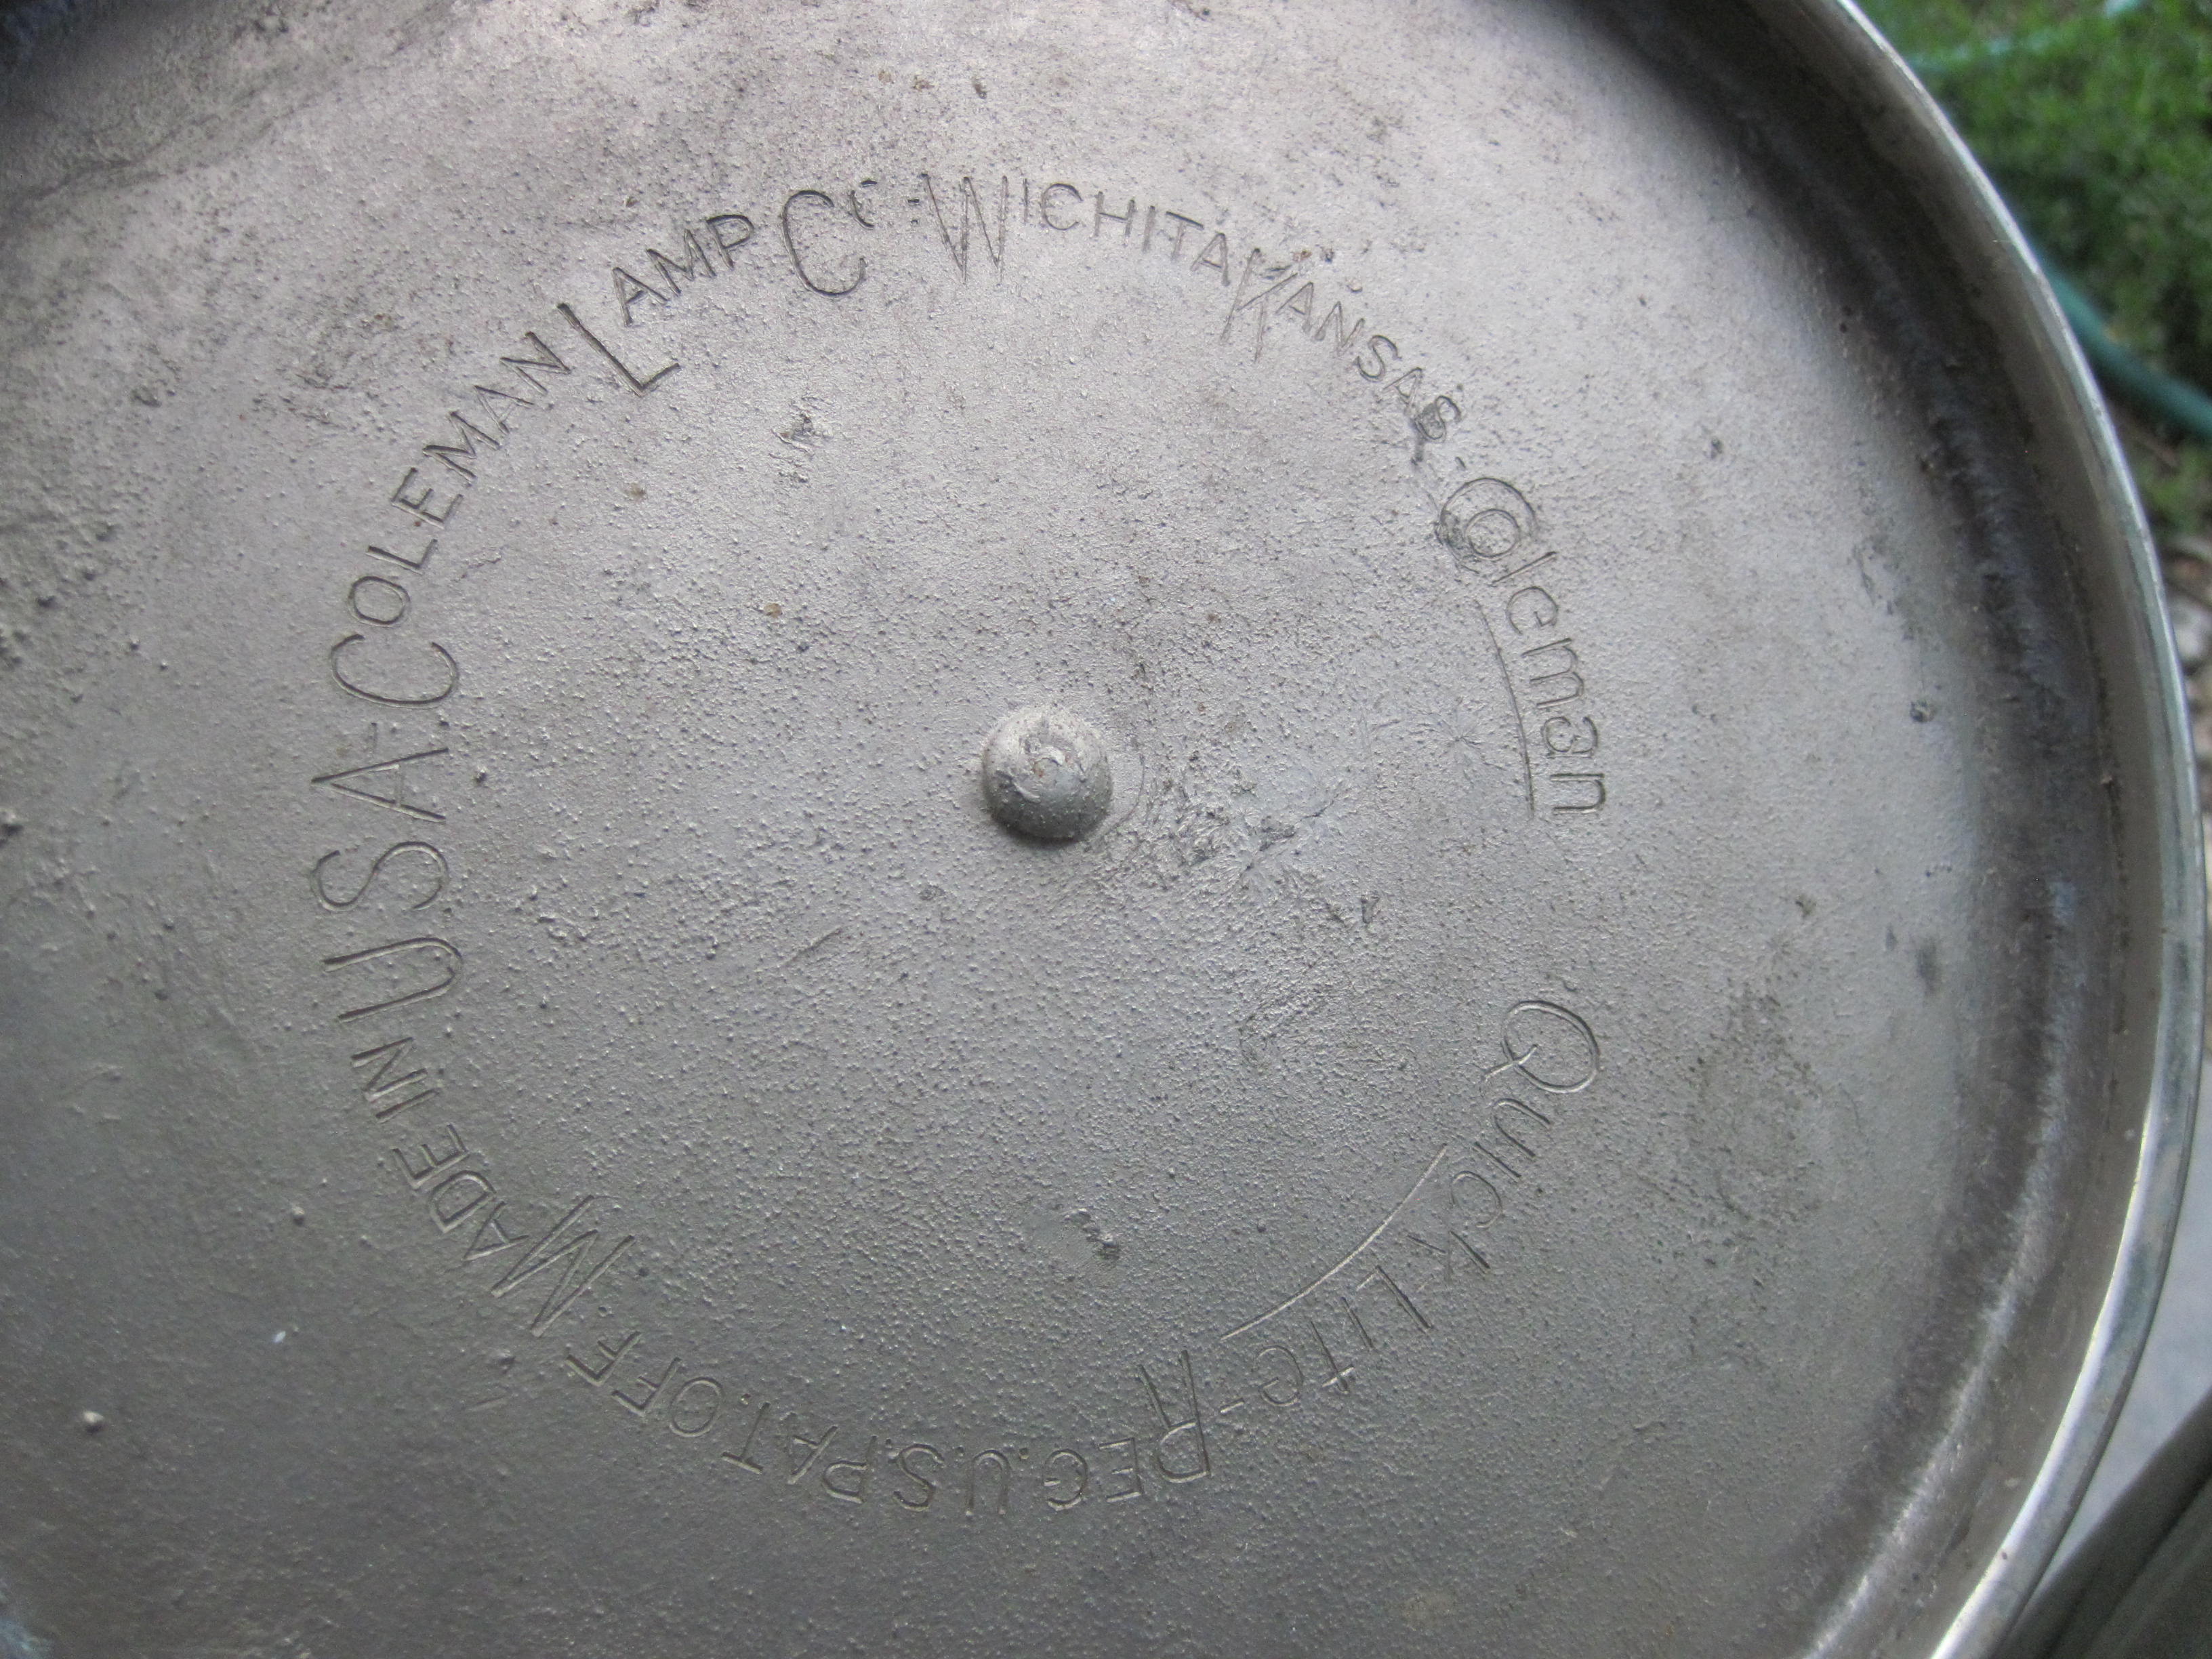 Coleman QUICK-LITE - REG.U.S.PAT.OFF. MADE IN U S A - COLEMAN LAMP Co - WICHITA KANSAS -